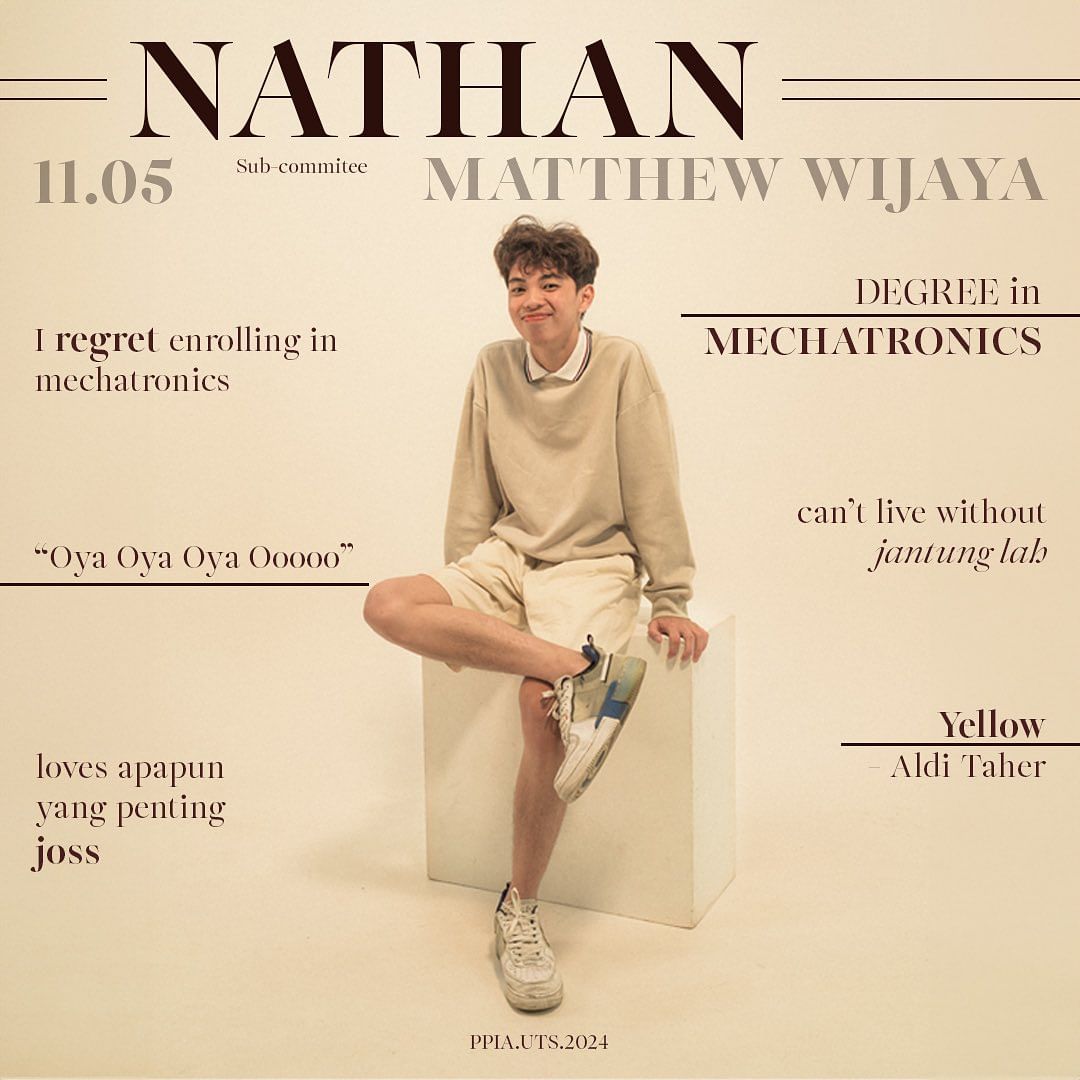 NATHAN
11.05
Sub-commitee
MATTHEW WIJAYA
DEGREE in
MECHATRONICS
I regret enrolling in
mechatronics
can’t live without
jantung lah
“Oya Oya Oya Ooooo”
Yellow
- Aldi Taher
loves apapun
yang penting
joss
PPIA.UTS.2024